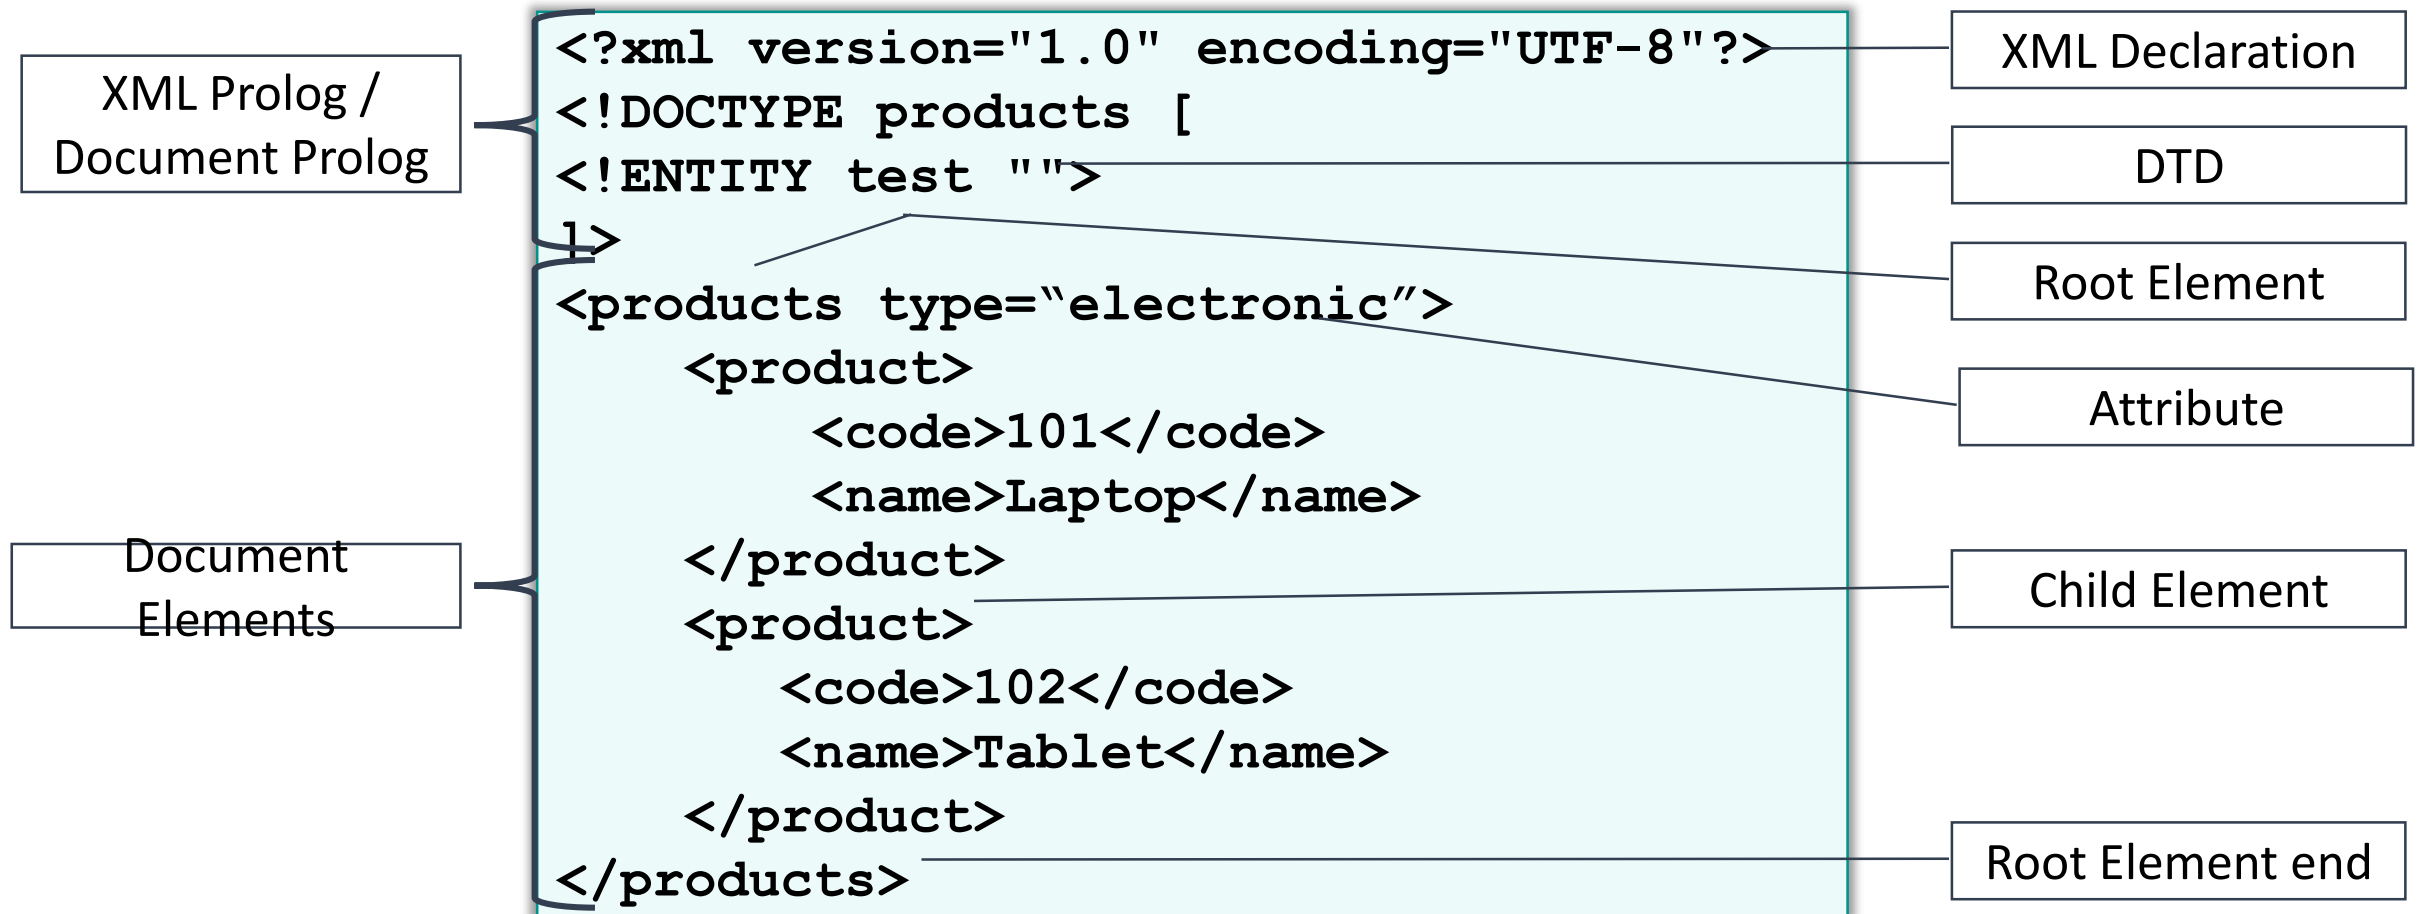 XML Prolog /
Document Prolog
Document
Elements
<?xml version="1.0" encoding="UTF-8"?>
<!DOCTYPE products [
<!ENTITY test "">
]>
<products type=“electronic”>
<product>
<code>101</code>
<name>Laptop</name>
</product>
<product>
<code>102</code>
<name>Tablet</name>
</product>
</products>
XML Declaration
DTD
Root Element
Attribute
Child Element
Root Element end